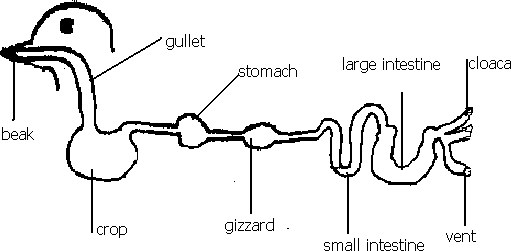 gullet
stomach
large intestine
cloaca
beak
crop
gizzard
small intestine
vent